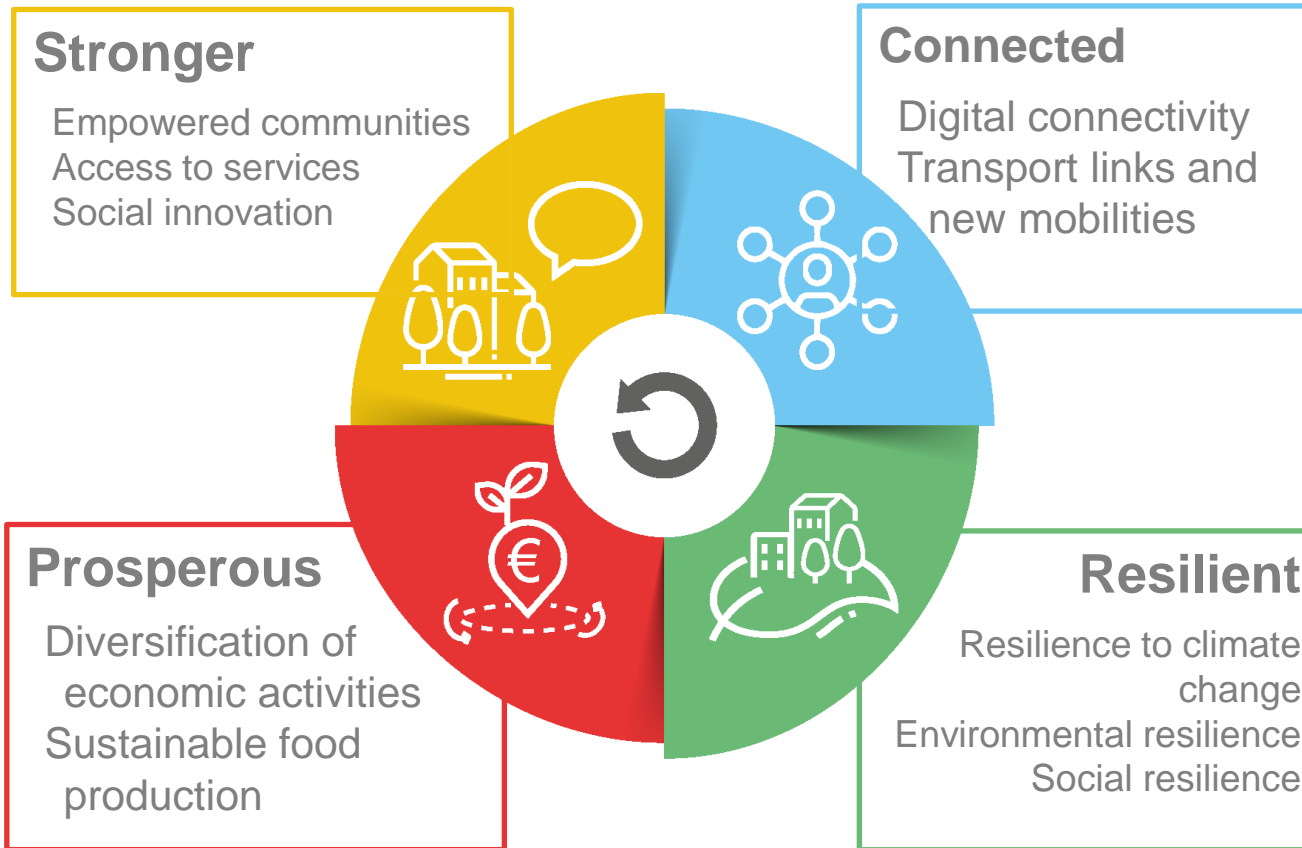 Stronger
Empowered communities
Access to services
Social innovation
Connected
Digital connectivity
Transport links and
new mobilities
Prosperous
Diversification of
economic activities
Sustainable food
production
€
Resilient
Resilience to climate
change
Environmental resilience
Social resilience